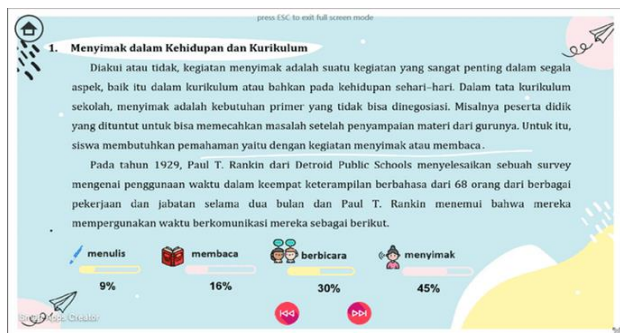 press ESC to exit full screen mode
1. Menyimak dalam Kehidupan dan Kurikulum
Diakui atau tidak, kegiatan menyimak adalah suatu kegiatan yang sangat penting dalam segala
aspek, baik itu dalam kurikulum atau bahkan pada kehidupan sehari-hari. Dalam tata kurikulum
sekolah, menyimak adalah kebutuhan primer yang tidak bisa dinegosiasi. Misalnya peserta didik
yang dituntut untuk bisa memecahkan masalah setelah penyampaian materi dari gurunya. Untuk itu,
siswa membutuhkan pemahaman yaitu dengan kegiatan menyimak atau membaca.
Pada tahun 1929, Paul T. Rankin dari Detroid Public Schools menyelesaikan sebuah survey
mengenai penggunaan waktu dalam keempat keterampilan berbahasa dari 68 orang dari berbagai
pekerjaan dan jabatan selama dua bulan dan Paul T. Rankin menemui bahwa mereka
mempergunakan waktu berkomunikasi mereka sebagai berikut.
menulis membaca berbicara menyimak
9% 16% 30% 45%
Apps Creator